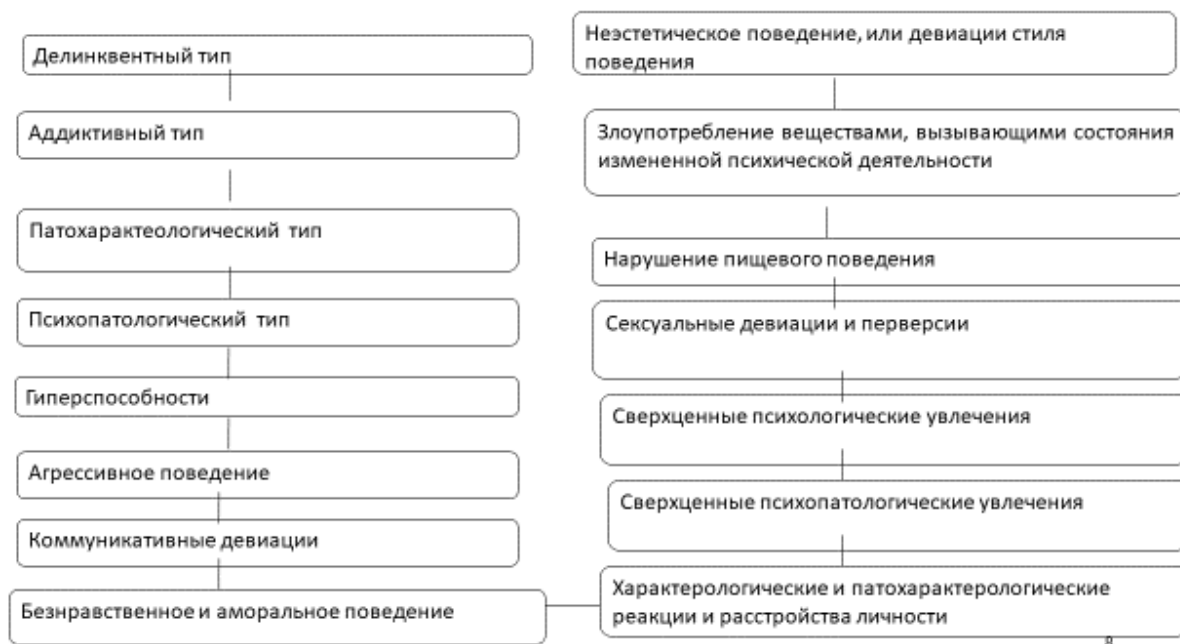 Делинквентный тип
Аддиктивный тип
Патохарактеологический тип
Психопатологический тип
Гиперспособности
Агрессивное поведение
Коммуникативные девиации
Безнравственное и аморальное поведение
Неэстетическое поведение, или девиации стиля
поведения
Злоупотребление веществами, вызывающими состояния
измененной психической деятельности
Нарушение пищевого поведения
Сексуальные девиации и перверсии
Сверхценные психологические увлечения
Сверхценные психопатологические увлечения
Характерологические и патохарактерологические
реакции и расстройства личности